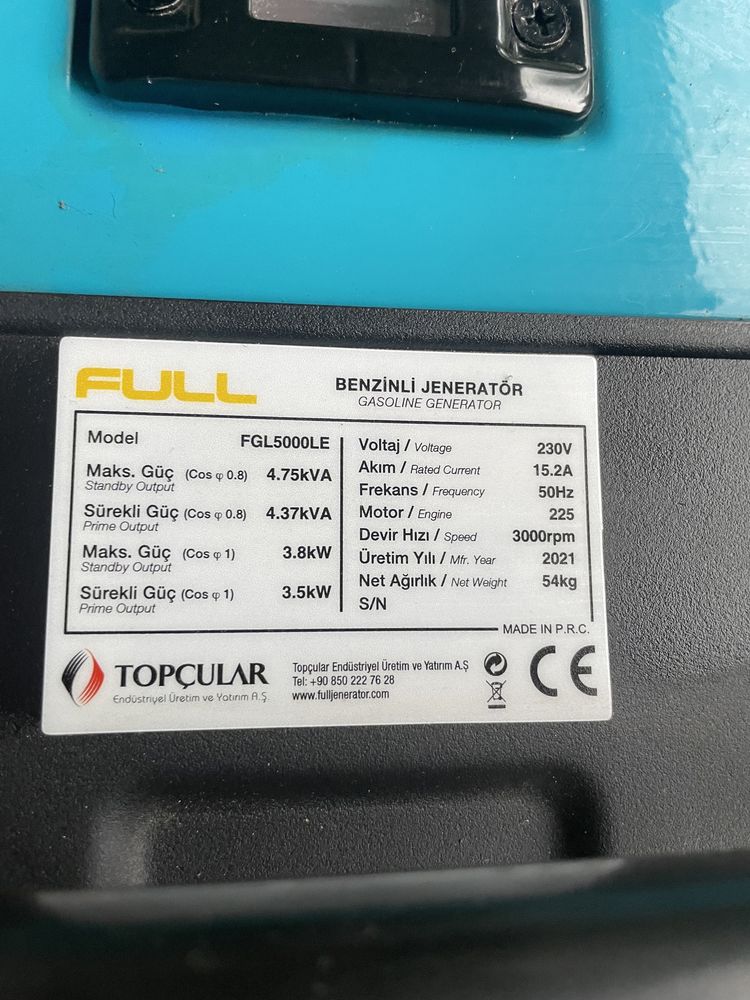 FULL
BENZİNLİ JENERATÖR
GASOLINE GENERATOR
Model FGL5000LE
Maks. Güç (Cos φ 0.8) 4.75kVA
Standby Output
Sürekli Güç (Cos φ 0.8) 4.37kVA
Prime Output
Maks. Güç (Cos φ 1) 3.8kW
Standby Output
Sürekli Güç (Cos φ 1) 3.5kW
Prime Output
Voltaj / Voltage 230V
Akım / Rated Current 15.2A
Frekans / Frequency 50Hz
Motor / Engine 225
Devir Hızı / Speed 3000rpm
Üretim Yılı / Mfr. Year 2021
Net Ağırlık / Net Weight 54kg
S/N
MADE IN P.R.C.
TOPÇULAR
Endüstriyel Üretim ve Yatırım A.Ş.
Topçular Endüstriyel Üretim ve Yatırım A.Ş
Tel: +90 850 222 76 28
www.fulljenerator.com
CE